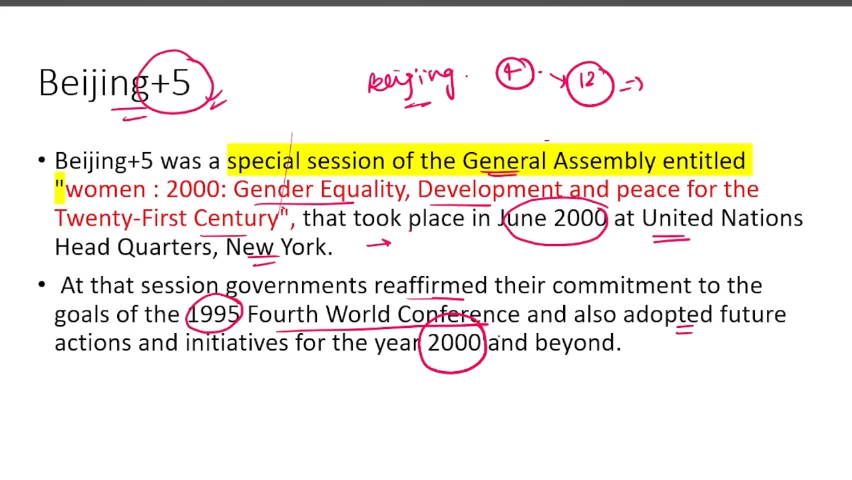 Beijing+5
Beijing. 4 → 12 ⇒
• Beijing+5 was a special session of the General Assembly entitled
"women : 2000: Gender Equality, Development and peace for the
Twenty-First Century", that took place in June 2000 at United Nations
Head Quarters, New York.
• At that session governments reaffirmed their commitment to the
goals of the 1995 Fourth World Conference and also adopted future
actions and initiatives for the year 2000 and beyond.